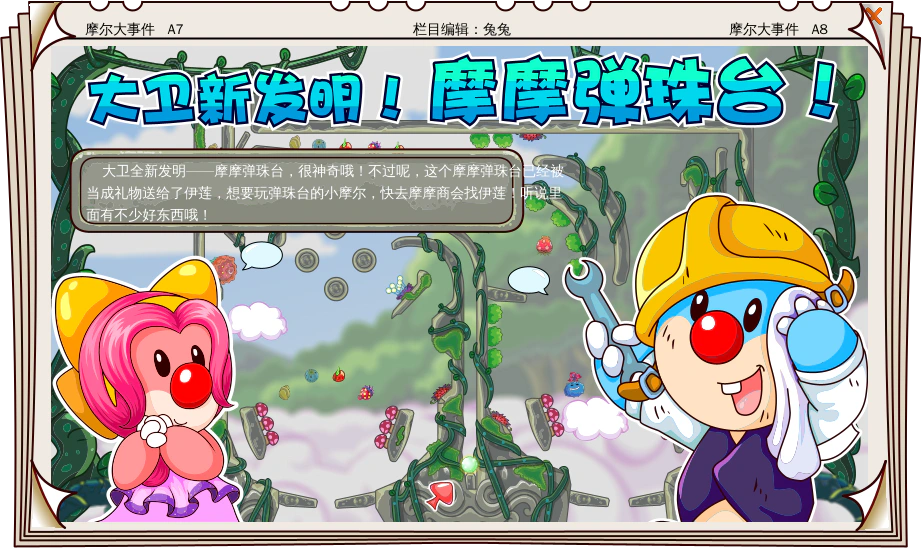 摩尔大事件 A7
栏目编辑：兔兔
摩尔大事件 A8
大卫新发明！摩摩弹珠台！
大卫全新发明——摩摩弹珠台，很神奇哦！不过呢，这个摩摩弹珠台已经被
当成礼物送给了伊莲，想要玩弹珠台的小摩尔，快去摩摩商会找伊莲！听说里
面有不少好东西哦！